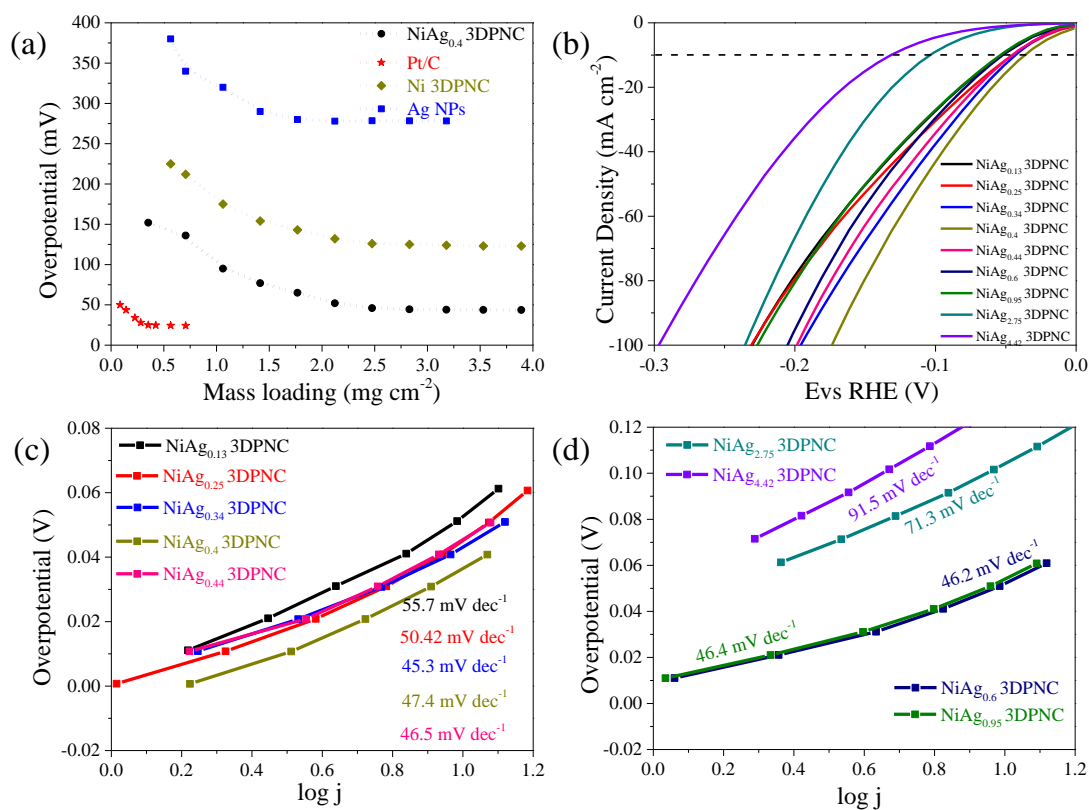 (a)
NiAg0.4 3DPNC
Pt/C
Ni 3DPNC
Ag NPs
400
350
300
250
200
150
100
50
0
Overpotential (mV)
0.0 0.5 1.0 1.5 2.0 2.5 3.0 3.5 4.0
Mass loading (mg cm-2)
(b)
0
-20
-40
-60
-80
-100
Current Density (mA cm-2)
NiAg0.13 3DPNC
NiAg0.25 3DPNC
NiAg0.34 3DPNC
NiAg0.4 3DPNC
NiAg0.44 3DPNC
NiAg0.6 3DPNC
NiAg0.95 3DPNC
NiAg2.75 3DPNC
NiAg4.42 3DPNC
-0.3 -0.2 -0.1 0.0
Evs RHE (V)
(c)
0.08
0.06
0.04
0.02
0.00
-0.02
Overpotential (V)
NiAg0.13 3DPNC
NiAg0.25 3DPNC
NiAg0.34 3DPNC
NiAg0.4 3DPNC
NiAg0.44 3DPNC
55.7 mV dec-1
50.42 mV dec-1
45.3 mV dec-1
47.4 mV dec-1
46.5 mV dec-1
0.0 0.2 0.4 0.6 0.8 1.0 1.2
log j
(d)
0.12
0.10
0.08
0.06
0.04
0.02
0.00
-0.02
Overpotential (V)
NiAg2.75 3DPNC
NiAg4.42 3DPNC
91.5 mV dec-1
71.3 mV dec-1
46.2 mV dec-1
46.4 mV dec-1
NiAg0.6 3DPNC
NiAg0.95 3DPNC
0.0 0.2 0.4 0.6 0.8 1.0 1.2
log j